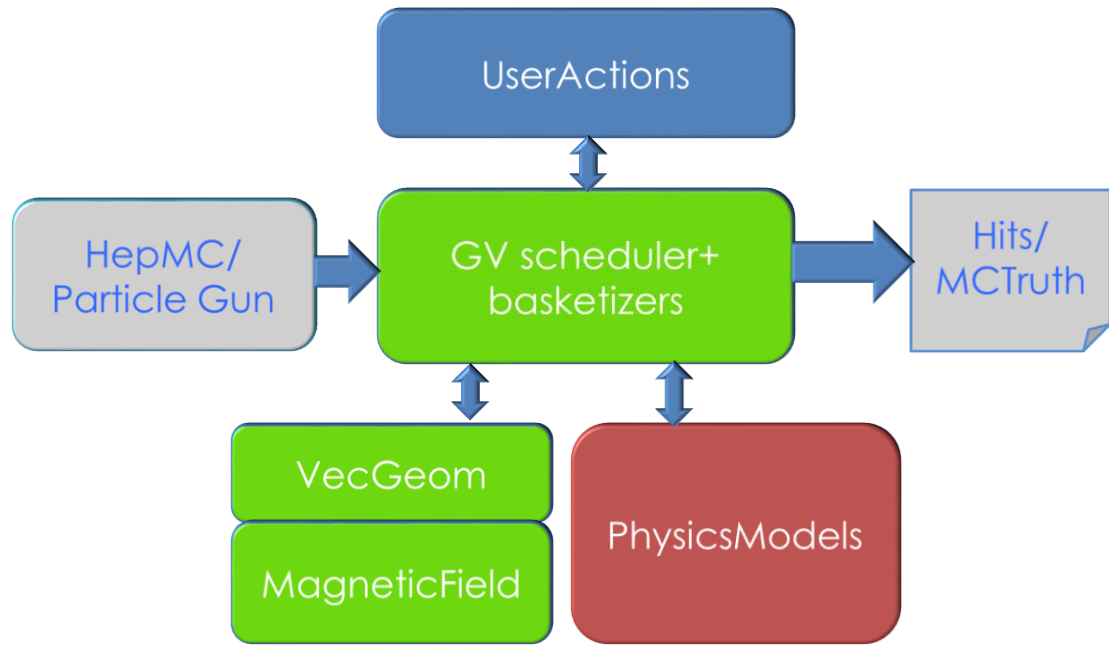 UserActions
HepMC/
Particle Gun
GV scheduler+
basketizers
Hits/
MCTruth
VecGeom
MagneticField
PhysicsModels